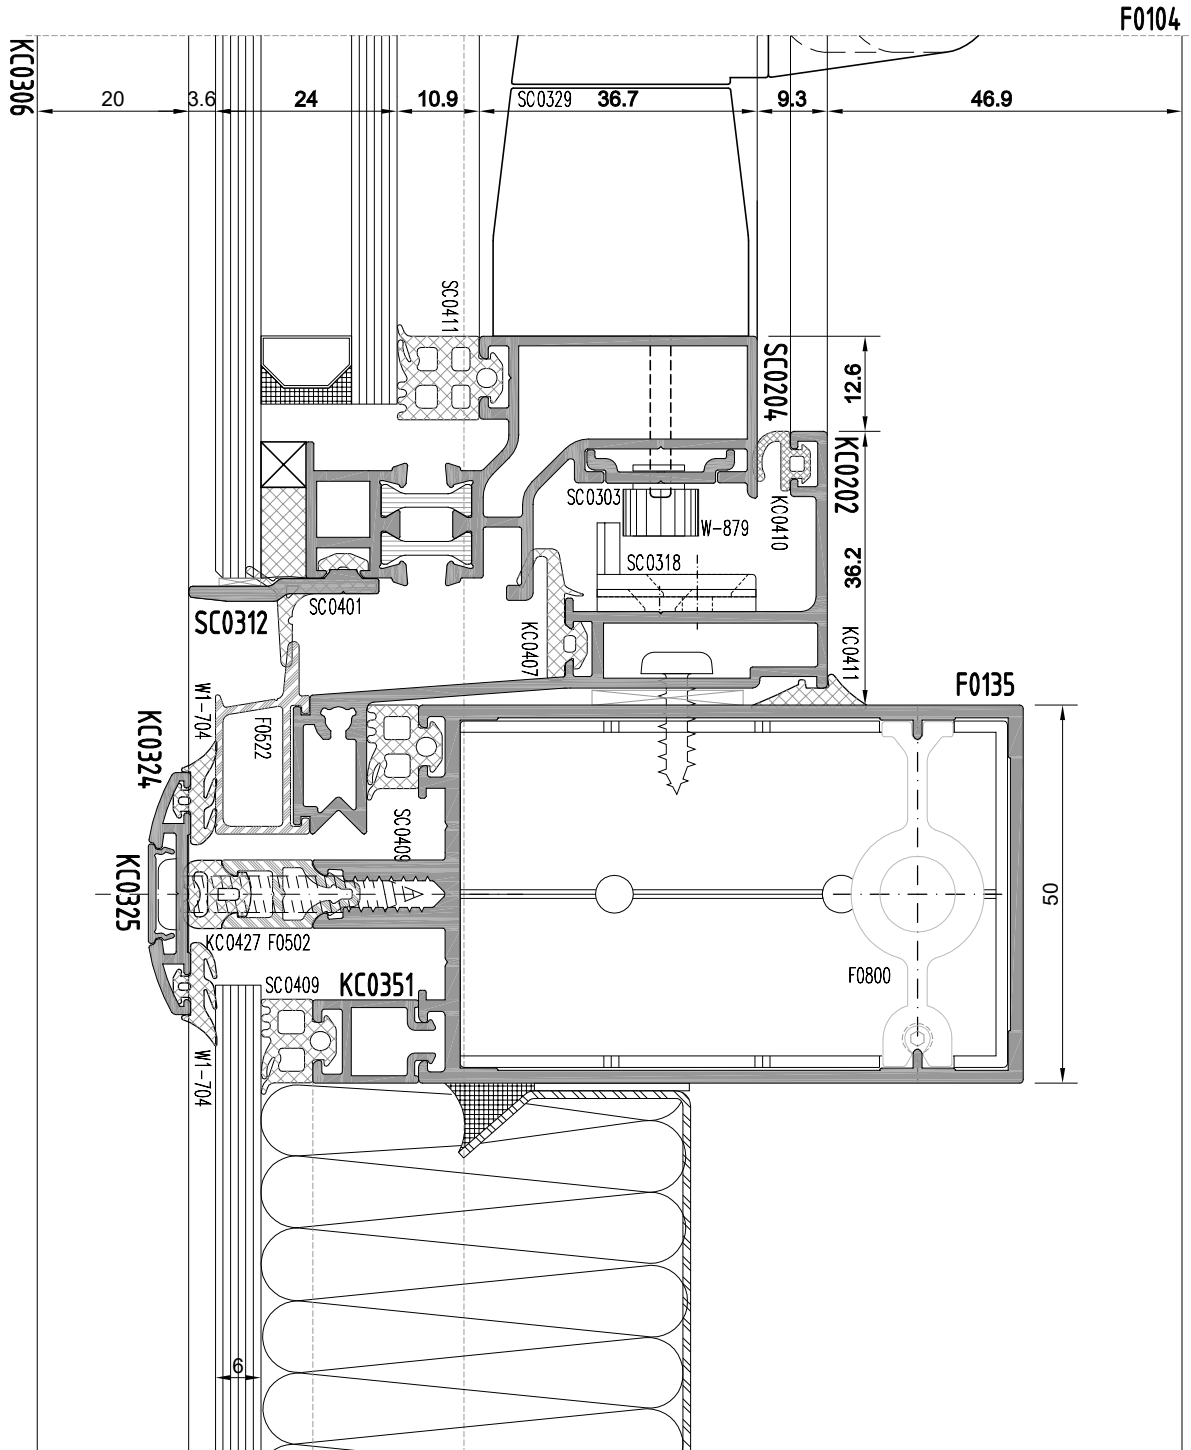 F0104
KC0306
20
3.6
24
10.9
SC0329
36.7
9.3
46.9
SC0411
SC0204
12.6
KC0202
SC0303
W-879
KC0410
SC0318
36.2
SC0401
SC0312
KC0407
KC0411
F0135
W1-704
F0522
KC0324
SC0409
KC0325
50
KC0427
F0502
SC0409
KC0351
F0800
W1-704
6